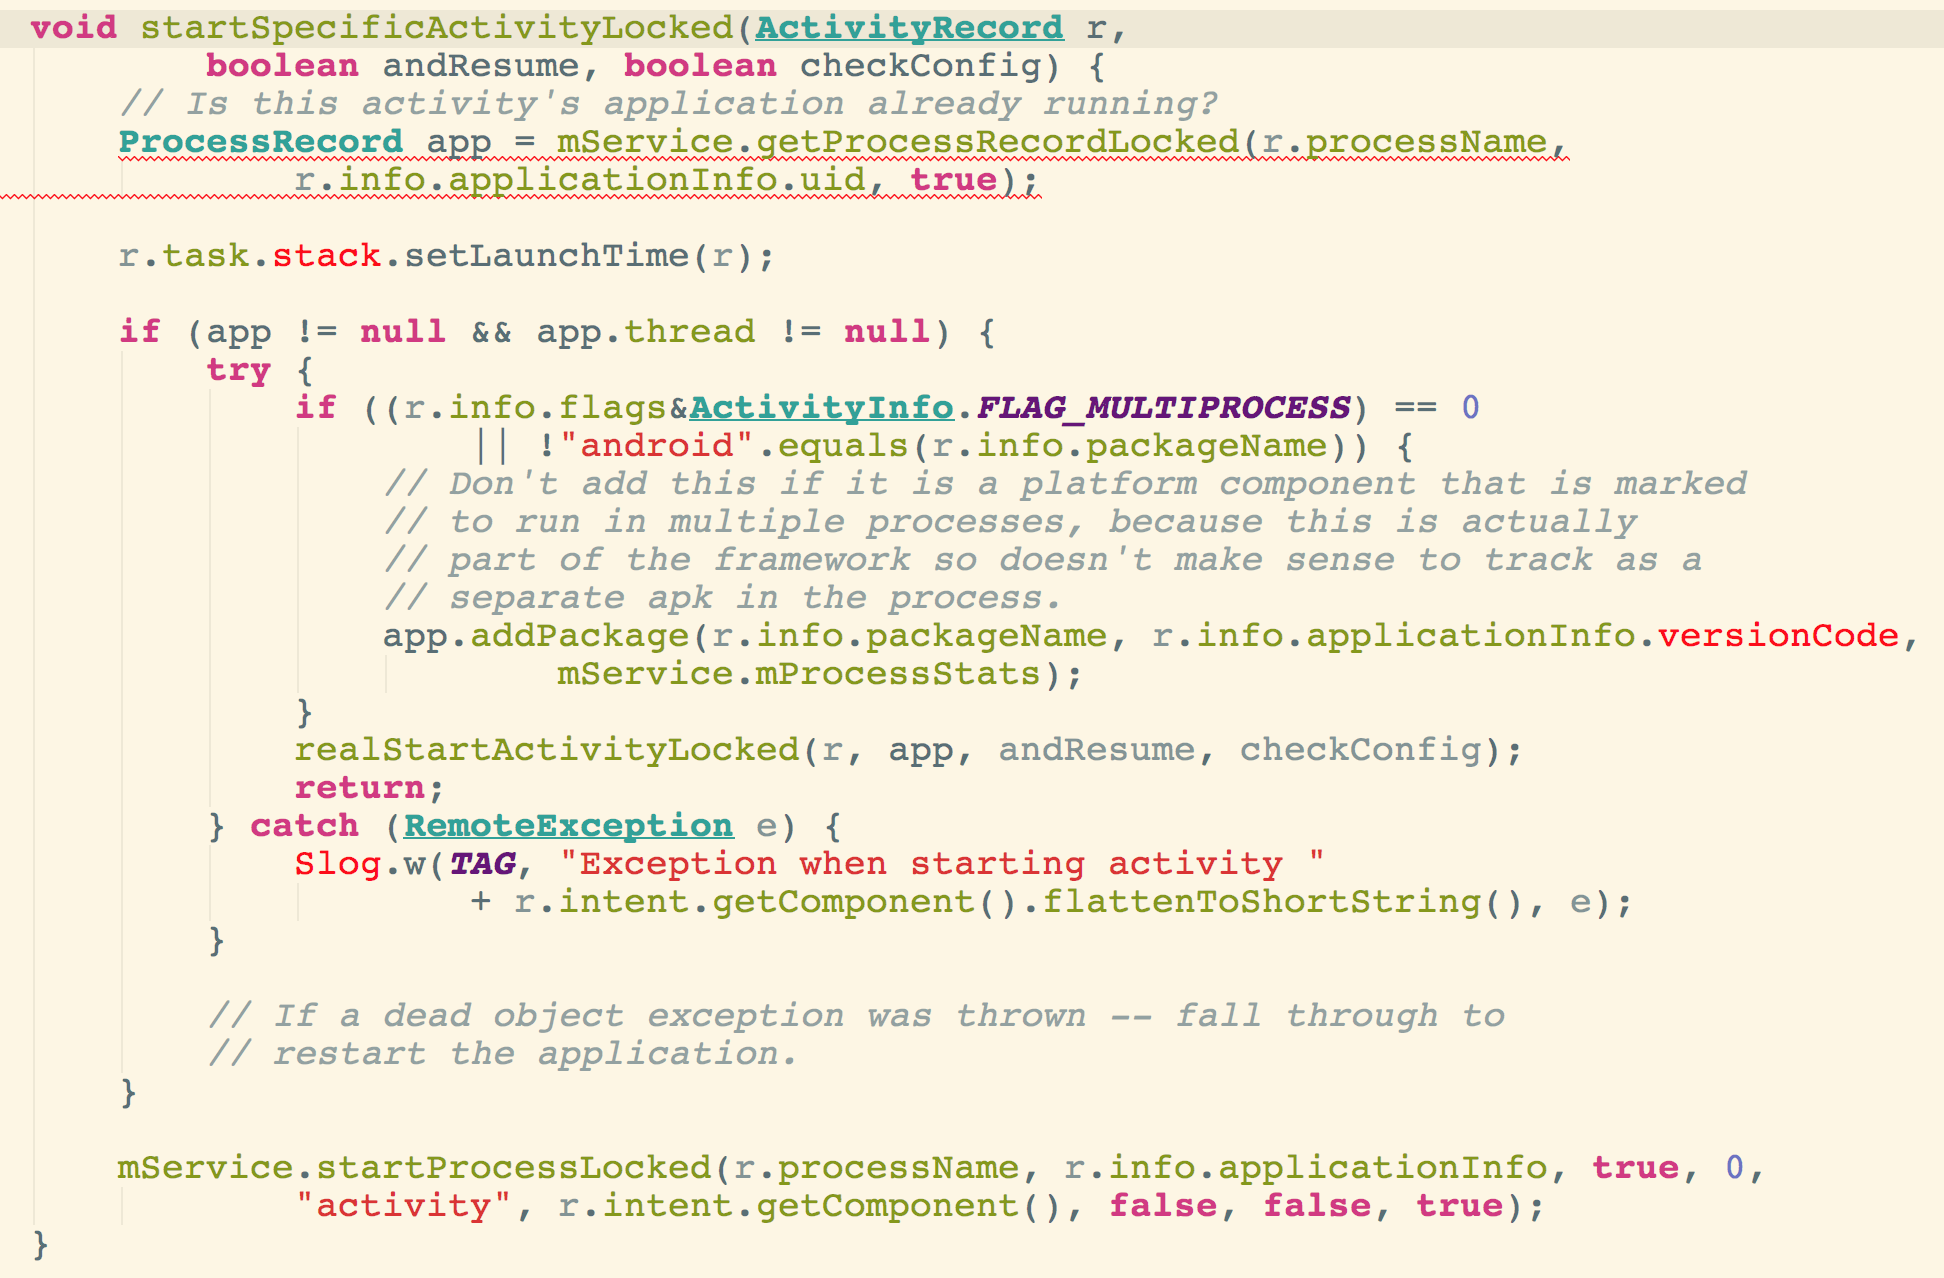 void startSpecificActivityLocked(ActivityRecord r,
        boolean andResume, boolean checkConfig) {
    // Is this activity's application already running?
    ProcessRecord app = mService.getProcessRecordLocked(r.processName,
            r.info.applicationInfo.uid, true);

    r.task.stack.setLaunchTime(r);

    if (app != null && app.thread != null) {
        try {
            if ((r.info.flags&ActivityInfo.FLAG_MULTIPROCESS) == 0
                    || !"android".equals(r.info.packageName)) {
                // Don't add this if it is a platform component that is marked
                // to run in multiple processes, because this is actually
                // part of the framework so doesn't make sense to track as a
                // separate apk in the process.
                app.addPackage(r.info.packageName, r.info.applicationInfo.versionCode,
                        mService.mProcessStats);
            }
            realStartActivityLocked(r, app, andResume, checkConfig);
            return;
        } catch (RemoteException e) {
            Slog.w(TAG, "Exception when starting activity "
                    + r.intent.getComponent().flattenToShortString(), e);
        }

        // If a dead object exception was thrown -- fall through to
        // restart the application.
    }

    mService.startProcessLocked(r.processName, r.info.applicationInfo, true, 0,
            "activity", r.intent.getComponent(), false, false, true);
}